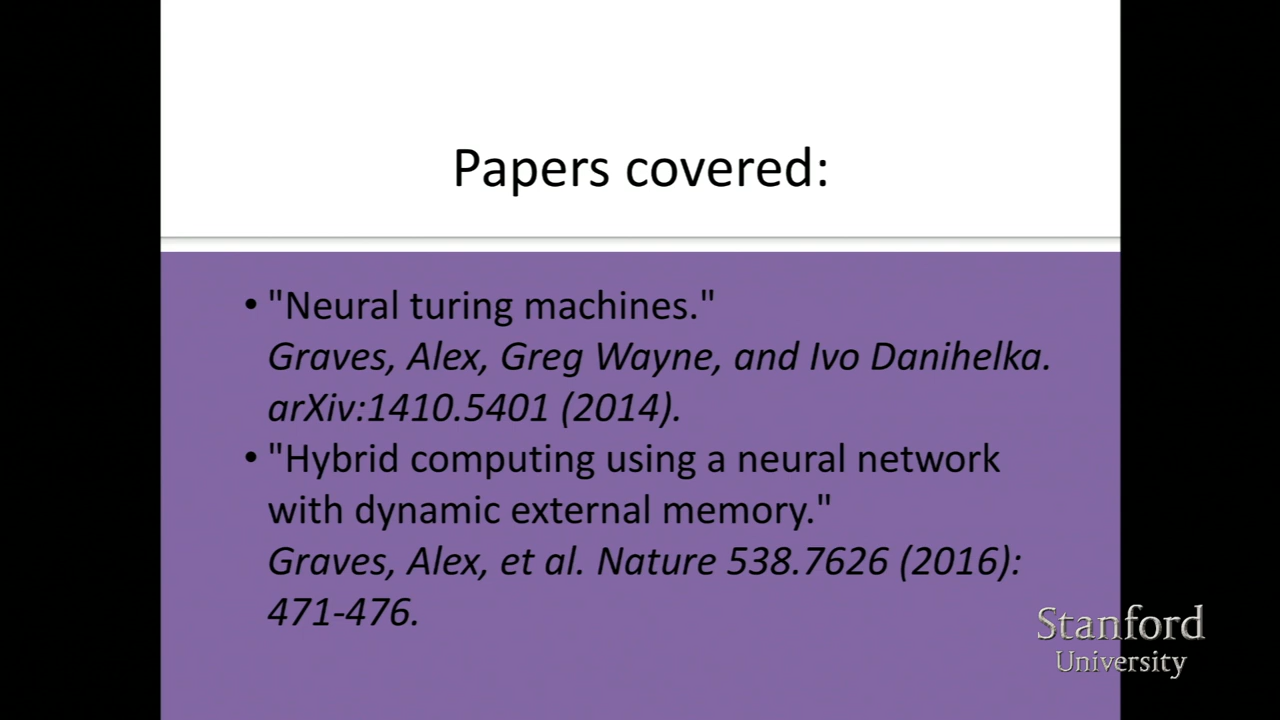 Papers covered:
• "Neural turing machines."
Graves, Alex, Greg Wayne, and Ivo Danihelka.
arXiv:1410.5401 (2014).
• "Hybrid computing using a neural network
with dynamic external memory."
Graves, Alex, et al. Nature 538.7626 (2016):
471-476.
Stanford
University